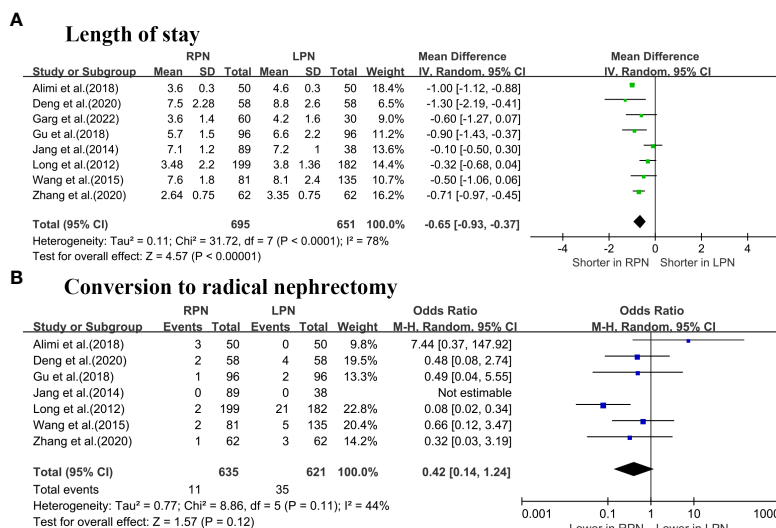 A
Length of stay
RPN LPN Mean Difference Mean Difference
Study or Subgroup Mean SD Total Mean SD Total Weight IV. Random. 95% CI IV. Random. 95% CI
Alimi et al.(2018) 3.6 0.3 50 4.6 0.3 50 18.4% -1.00 [-1.12, -0.88]
Deng et al.(2020) 7.5 2.28 58 8.8 2.6 58 6.5% -1.30 [-2.19, -0.41]
Garg et al.(2022) 3.6 1.4 60 4.2 1.6 30 9.0% -0.60 [-1.27, 0.07]
Gu et al.(2018) 5.7 1.5 96 6.6 2.2 96 11.2% -0.90 [-1.43, -0.37]
Jang et al.(2014) 7.1 1.2 89 7.2 1 38 13.6% -0.10 [-0.50, 0.30]
Long et al.(2012) 3.48 2.2 199 3.8 1.36 182 14.4% -0.32 [-0.68, 0.04]
Wang et al.(2015) 7.6 1.8 81 8.1 2.4 135 10.6% -0.50 [-1.06, 0.06]
Zhang et al.(2020) 2.64 0.75 62 3.35 0.75 62 16.2% -0.71 [-0.97, -0.45]
Total (95% CI) 695 651 100.0% -0.65 [-0.93, -0.37]
Heterogeneity: Tau² = 0.11; Chi² = 31.72, df = 7 (P < 0.0001); I² = 78%
Test for overall effect: Z = 4.57 (P < 0.00001)
-4 -2 0 2 4
Shorter in RPN Shorter in LPN
B
Conversion to radical nephrectomy
RPN LPN Odds Ratio Odds Ratio
Study or Subgroup Events Total Events Total Weight M-H. Random. 95% CI M-H. Random. 95% CI
Alimi et al.(2018) 3 50 0 50 9.8% 7.44 [0.37, 147.92]
Deng et al.(2020) 2 58 4 58 19.5% 0.48 [0.08, 2.74]
Gu et al.(2018) 1 96 2 96 13.3% 0.49 [0.04, 5.55]
Jang et al.(2014) 0 89 0 38 Not estimable
Long et al.(2012) 2 199 21 182 22.8% 0.08 [0.02, 0.34]
Wang et al.(2015) 2 81 5 135 20.4% 0.66 [0.12, 3.47]
Zhang et al.(2020) 1 62 3 62 14.2% 0.32 [0.03, 3.19]
Total (95% CI) 635 621 100.0% 0.42 [0.14, 1.24]
Total events 11 35
Heterogeneity: Tau² = 0.77; Chi² = 8.86, df = 5 (P = 0.11); I² = 44%
Test for overall effect: Z = 1.57 (P = 0.12)
0.001 0.1 1 10 1000
Lower in RPN Lower in LPN